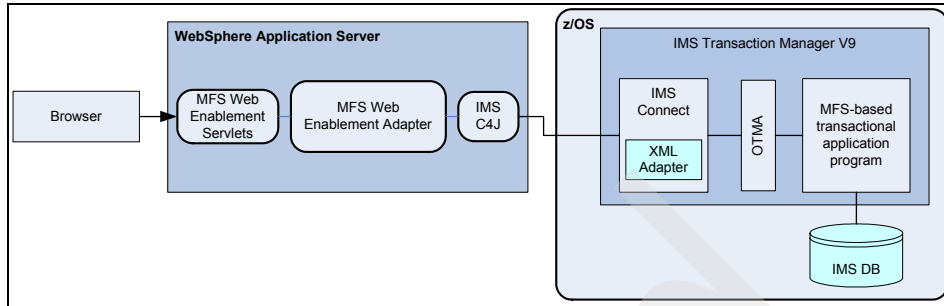 WebSphere Application Server
Browser
MFS Web
Enablement
Servlets
MFS Web
Enablement Adapter
IMS
C4J
z/OS
IMS Transaction Manager V9
IMS
Connect
XML
Adapter
OTMA
MFS-based
transactional
application
program
IMS DB